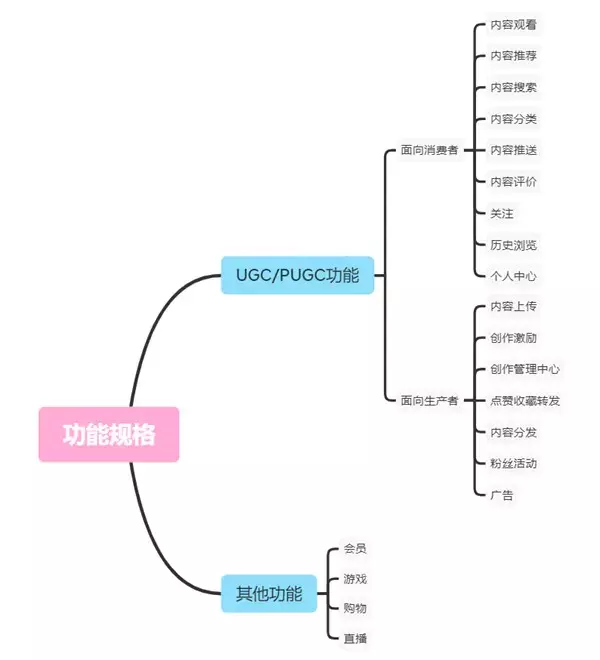 功能规格
UGC/PUGC功能
面向消费者
内容观看
内容推荐
内容搜索
内容分类
内容推送
内容评价
关注
历史浏览
个人中心
面向生产者
内容上传
创作激励
创作管理中心
点赞收藏转发
内容分发
粉丝活动
广告
其他功能
会员
游戏
购物
直播